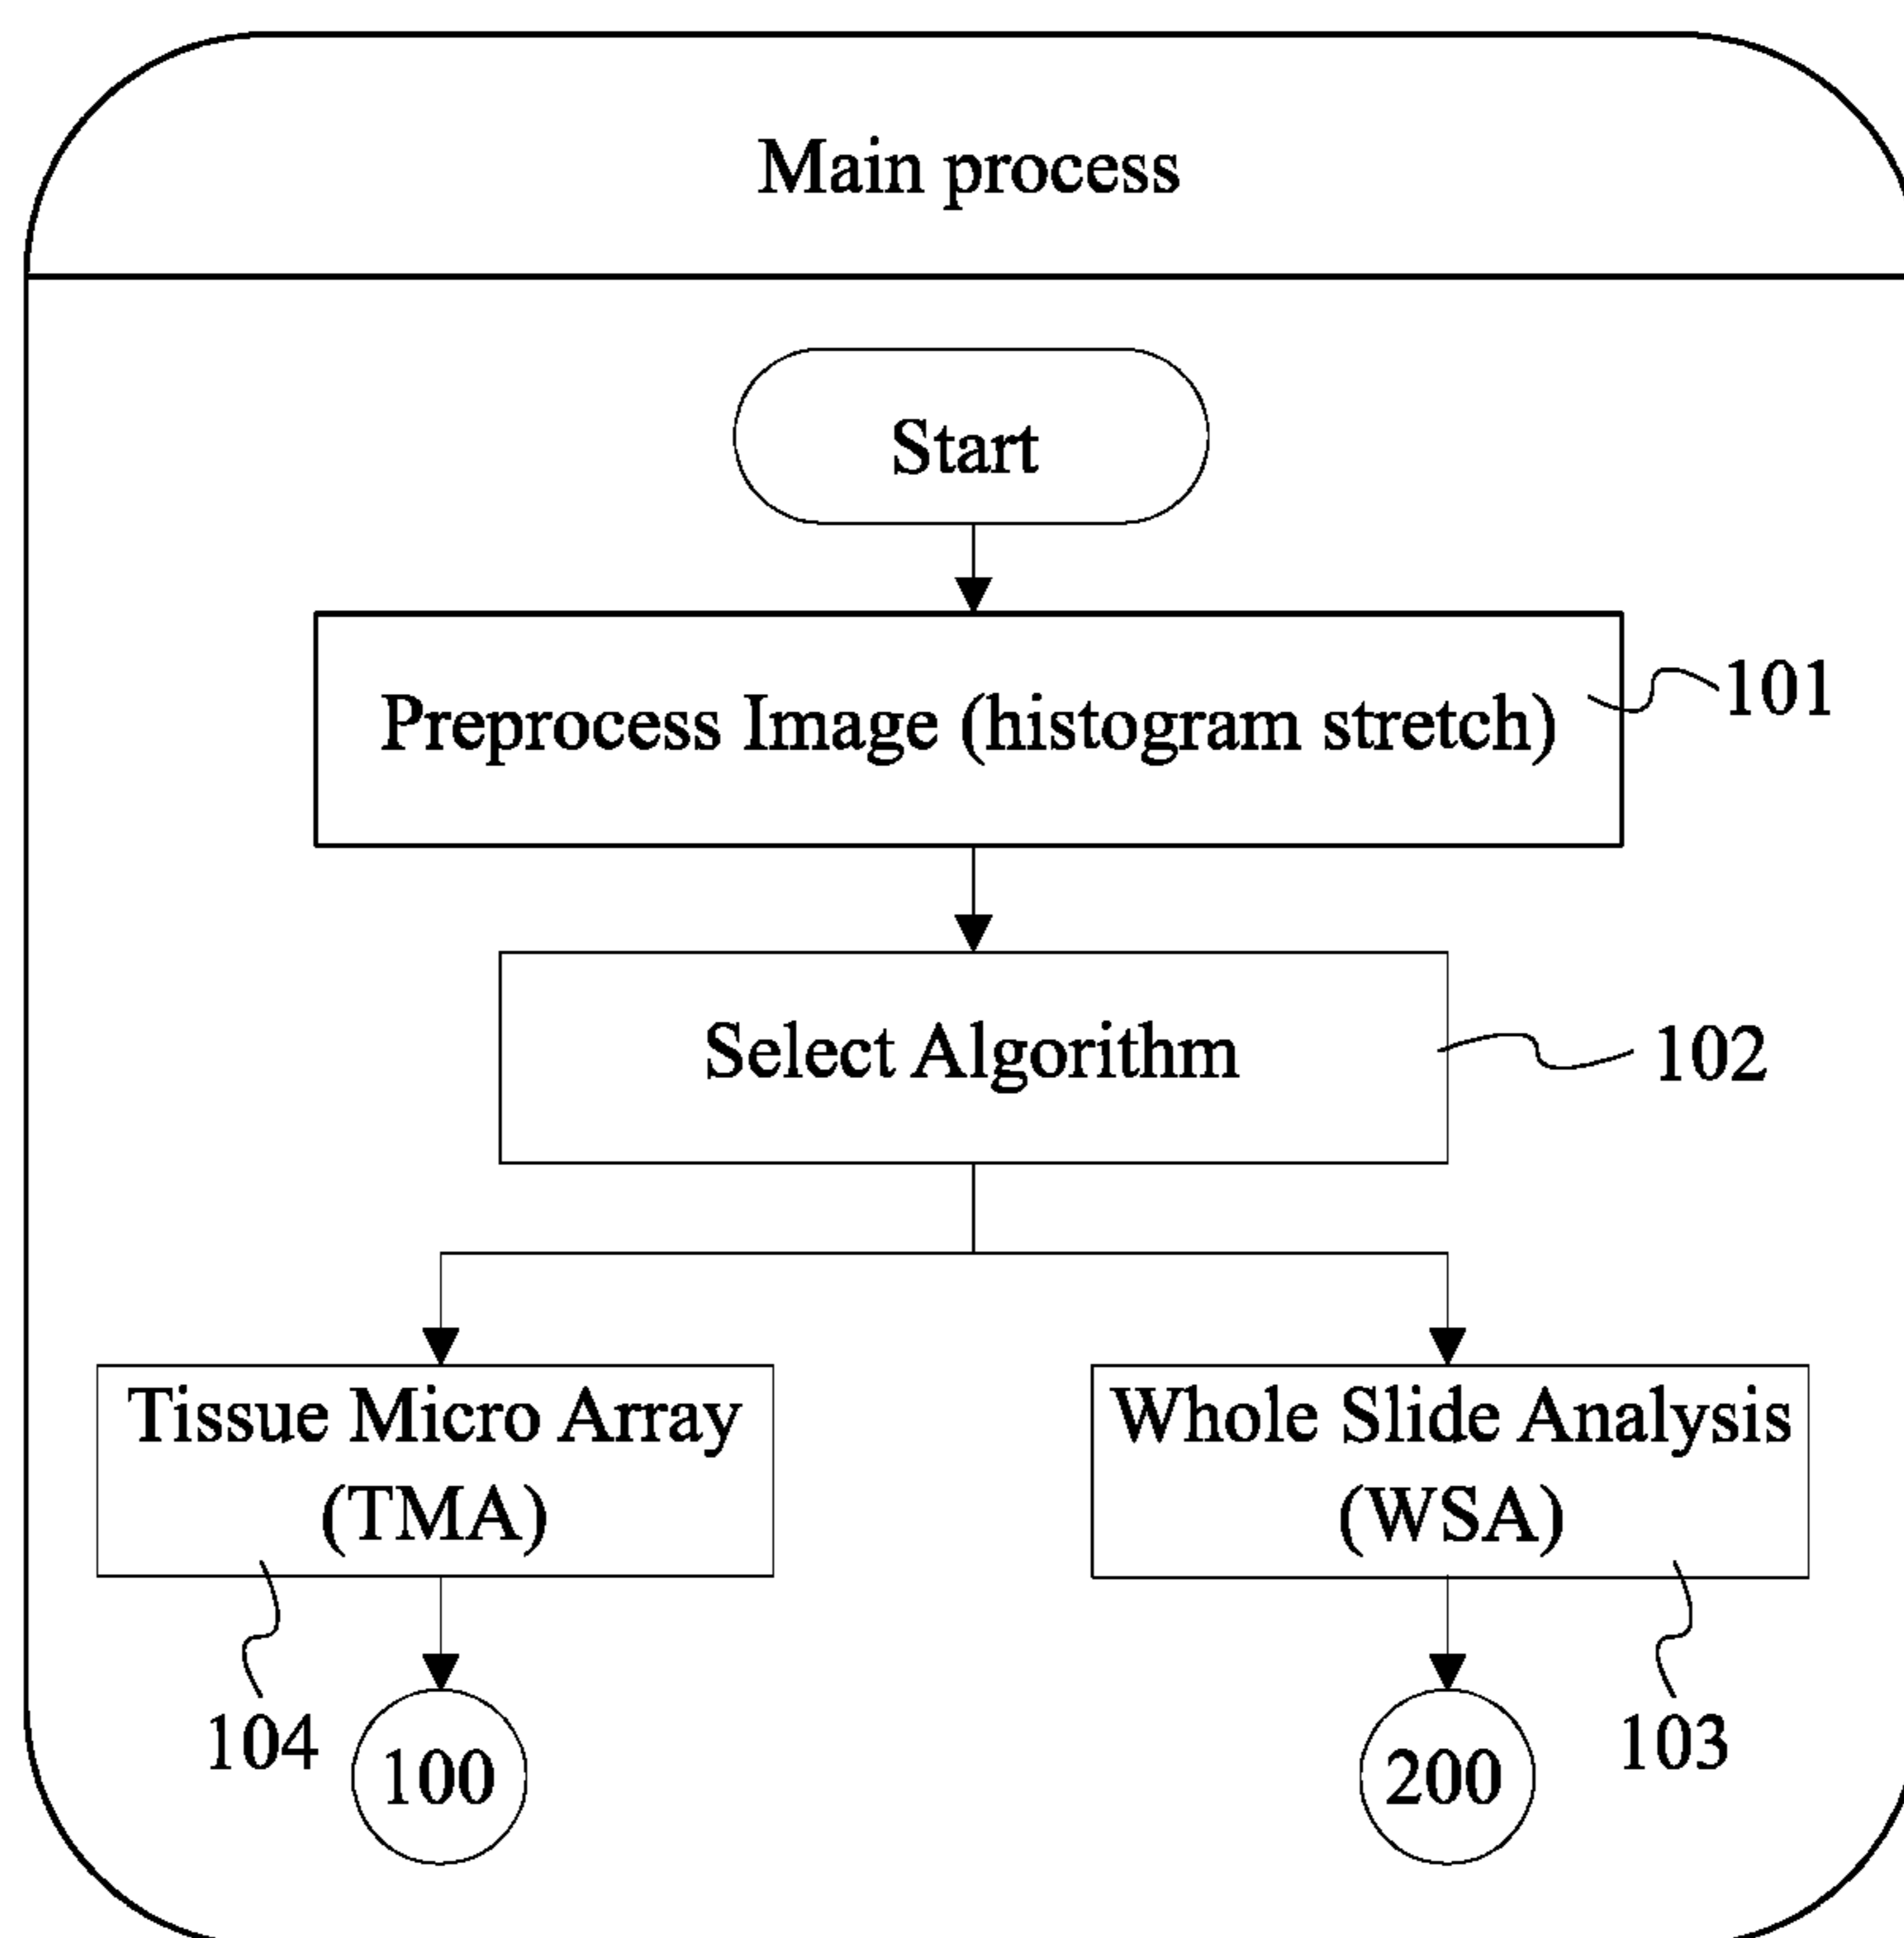 Main process
Start
Preprocess Image (histogram stretch)
101
Select Algorithm
102
Tissue Micro Array
(TMA)
Whole Slide Analysis
(WSA)
104
100
200
103